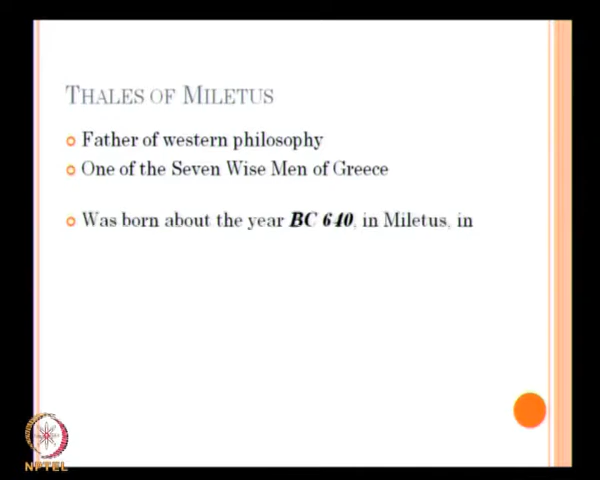 THALES OF MILETUS
Father of western philosophy
One of the Seven Wise Men of Greece
Was born about the year BC 640, in Miletus, in
NPTEL